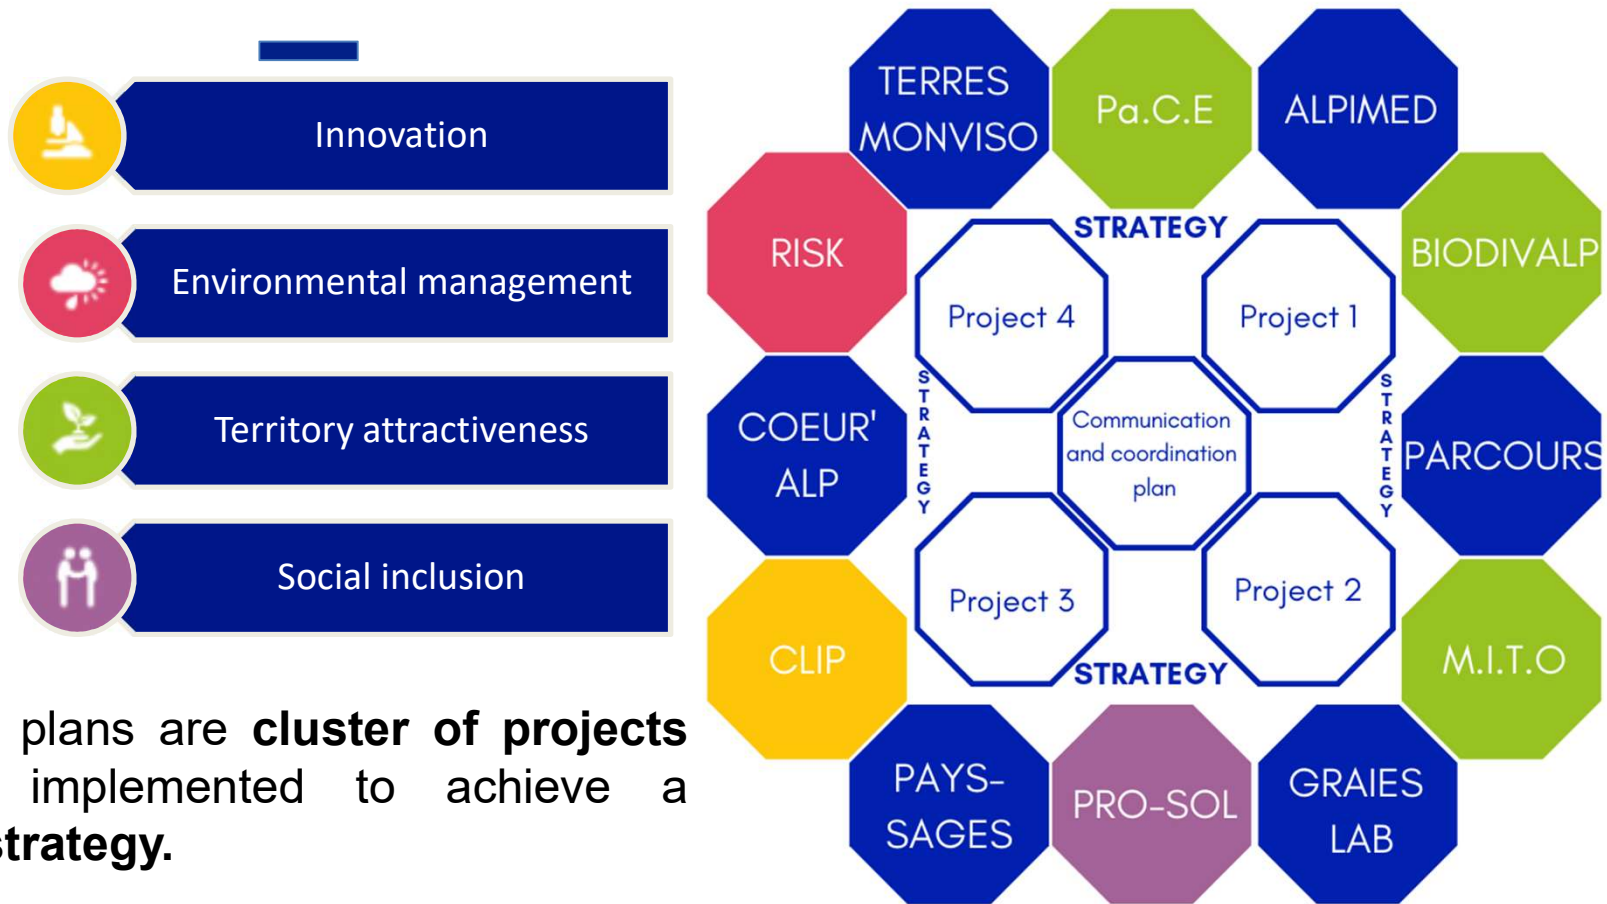 Innovation
Environmental management
Territory attractiveness
Social inclusion
plans are cluster of projects
implemented to achieve a
strategy.
TERRES
MONVISO
Pa.C.E
ALPIMED
RISK
STRATEGY
BIODIVALP
Project 4
Project 1
COEUR'
ALP
STRATEGY
Communication
and coordination
plan
STRATEGY
PARCOURS
Project 3
Project 2
CLIP
STRATEGY
M.I.T.O
PAYS-
SAGES
PRO-SOL
GRAIES
LAB